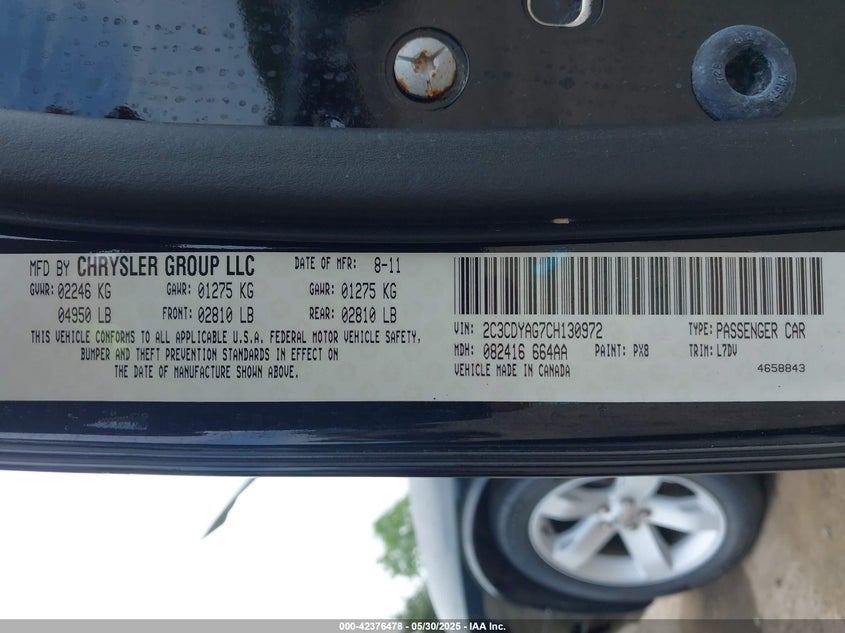 MFD BY CHRYSLER GROUP LLC
DATE OF MFR: 8-11
GVWR: 02246 KG GAWR: 01275 KG GAWR: 01275 KG
04950 LB FRONT: 02810 LB REAR: 02810 LB
THIS VEHICLE CONFORMS TO ALL APPLICABLE U.S.A. FEDERAL MOTOR VEHICLE SAFETY,
BUMPER AND THEFT PREVENTION STANDARDS IN EFFECT ON
THE DATE OF MANUFACTURE SHOWN ABOVE.
VIN: 2C3CDYAG7CH130972 TYPE: PASSENGER CAR
MDH: 082416 664AA PAINT: PX8 TRIM: L7DV
VEHICLE MADE IN CANADA 4658843
000-42376478 - 05/30/2025 - IAA Inc.